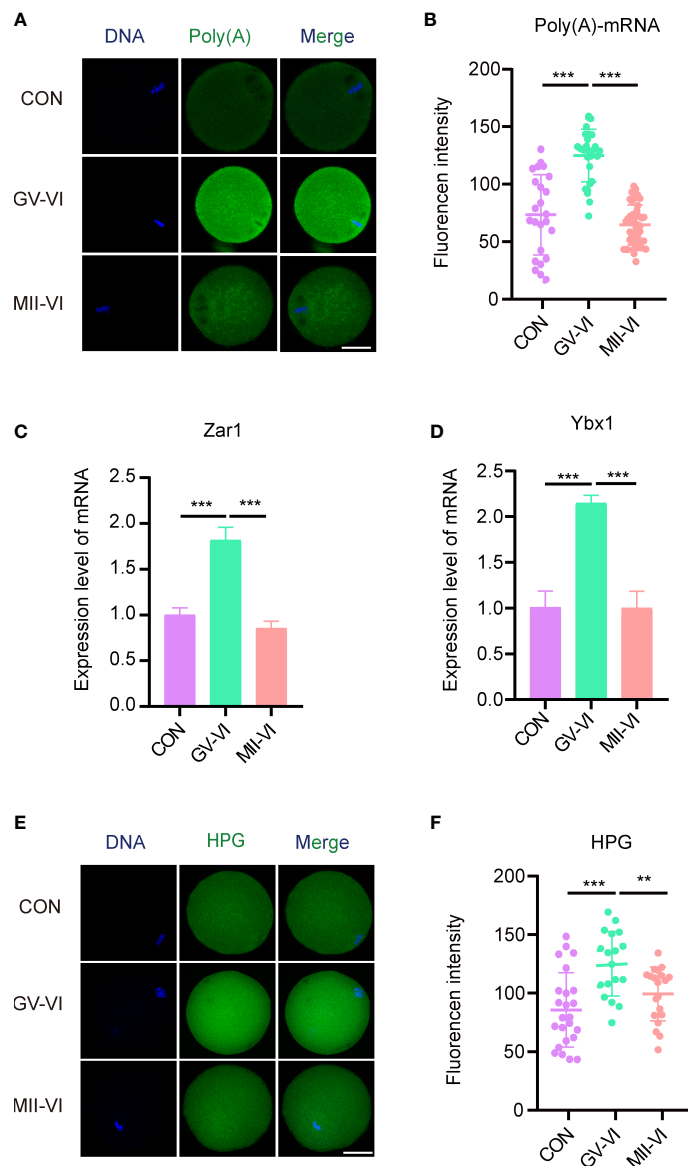 A
DNA Poly(A) Merge
CON
GV-VI
MII-VI
B
Poly(A)-mRNA
Fluorescencen intensity
200
150
100
50
0
*** ***
CON GV-VI MII-VI
C
Zar1
Expression level of mRNA
2.5
2.0
1.5
1.0
0.5
0.0
*** ***
CON GV-VI MII-VI
D
Ybx1
Expression level of mRNA
2.5
2.0
1.5
1.0
0.5
0.0
*** ***
CON GV-VI MII-VI
E
DNA HPG Merge
CON
GV-VI
MII-VI
F
HPG
Fluorencen intensity
200
150
100
50
0
*** **
CON GV-VI MII-VI